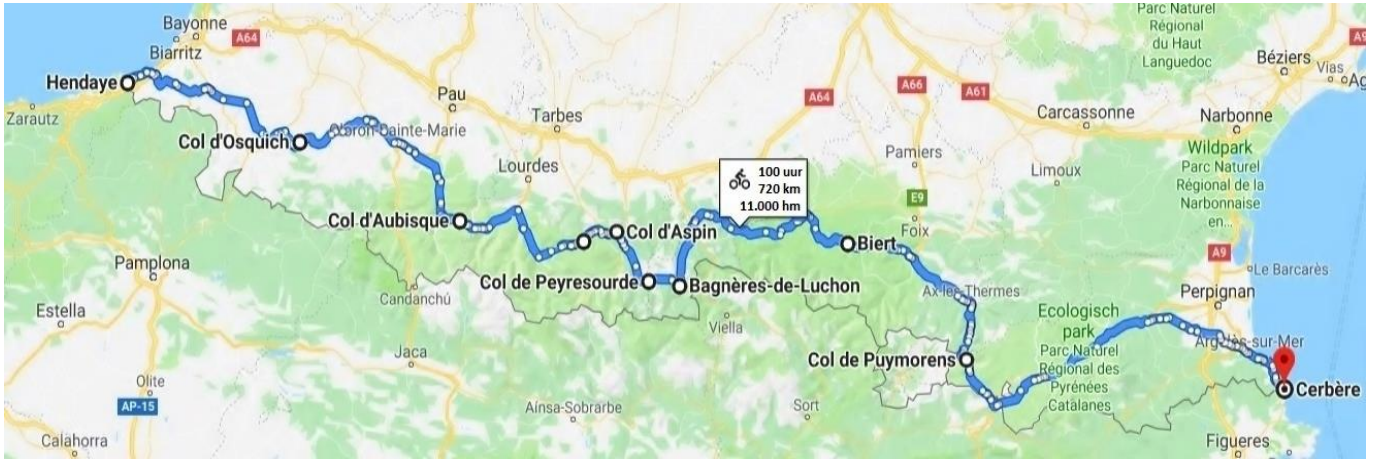 Bayonne
Biarritz
A64
Hendaye
Zarautz
Col d'Osquich
Oloron-Sainte-Marie
Pau
Tarbes
Lourdes
Col d'Aubisque
Pamplona
Estella
Candanchú
Jaca
Olite
AP-15
Calahorra
Col d'Aspin
Col de Peyresourde
Bagnères-de-Luchon
Viella
Aínsa-Sobrarbe
Sort
100 uur
720 km
11.000 hm
A64
A66
A61
Pamiers
E9
Foix
Biert
Ax-les-Thermes
Col de Puymorens
Parc Naturel
Régional
du Haut
Languedoc
Carcassonne
Limoux
Béziers
Vias
Ag
A9
Narbonne
Wildpark
Parc Naturel
Régional de la
Narbonnaise
en...
A9
Le Barcarès
Perpignan
Ecologisch
park
Parc Naturel
Régional des
Pyrénées
Catalanes
Argelès-sur-Mer
Cerbère
Figueres